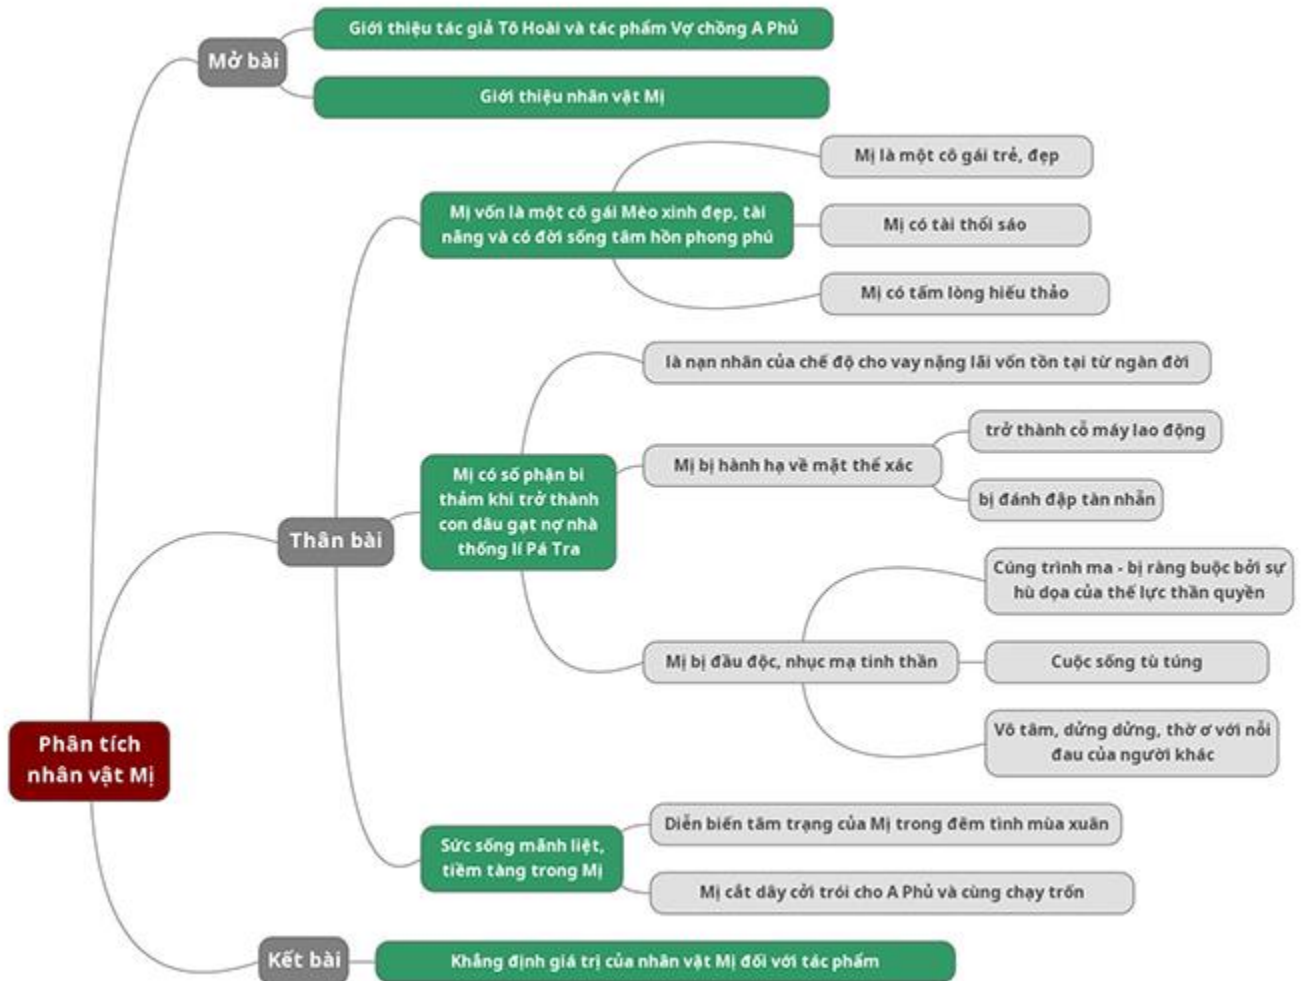 Giới thiệu tác giả Tô Hoài và tác phẩm Vợ chồng A Phủ
Mở bài
Giới thiệu nhân vật Mị
Mị là một cô gái trẻ, đẹp
Mị vốn là một cô gái Mèo xinh đẹp, tài
năng và có đời sống tâm hồn phong phú
Mị có tài thổi sáo
Mị có tấm lòng hiếu thảo
là nạn nhân của chế độ cho vay nặng lãi vốn tồn tại từ ngàn đời
trở thành cỗ máy lao động
Mị bị hành hạ về mặt thể xác
bị đánh đập tàn nhẫn
Mị có số phận bi
thảm khi trở thành
con dâu gạt nợ nhà
thống lí Pá Tra
Thân bài
Cúng trình ma - bị ràng buộc bởi sự
hù dọa của thế lực thần quyền
Mị bị đầu độc, nhục mạ tinh thần
Cuộc sống tù túng
Vô tâm, dửng dửng, thờ ơ với nỗi
đau của người khác
Phân tích
nhân vật Mị
Diễn biến tâm trạng của Mị trong đêm tình mùa xuân
Sức sống mãnh liệt,
tiềm tàng trong Mị
Mị cắt dây cởi trói cho A Phủ và cùng chạy trốn
Kết bài
Khẳng định giá trị của nhân vật Mị đối với tác phẩm